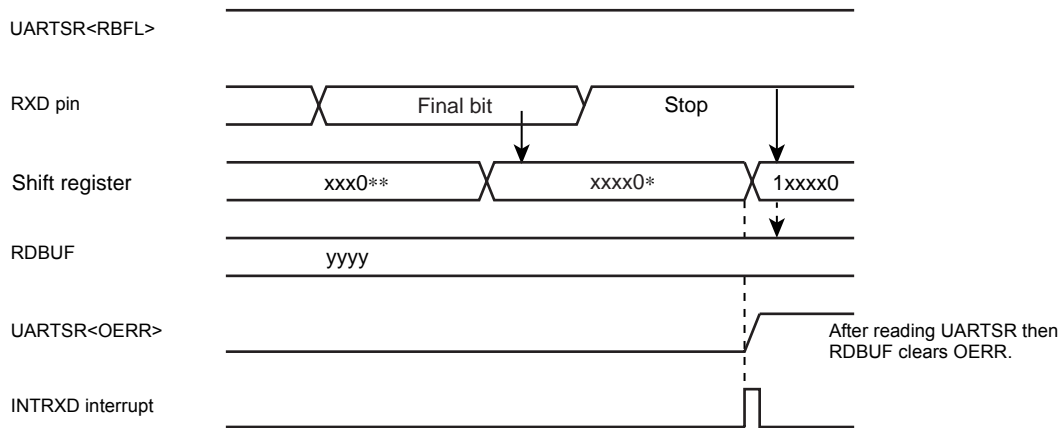 UARTSR<RBFL>
RXD pin
Final bit
Stop
Shift register
xxx0**
xxxx0*
1xxxx0
RDBUF
yyyy
UARTSR<OERR>
After reading UARTSR then
RDBUF clears OERR.
INTRXD interrupt